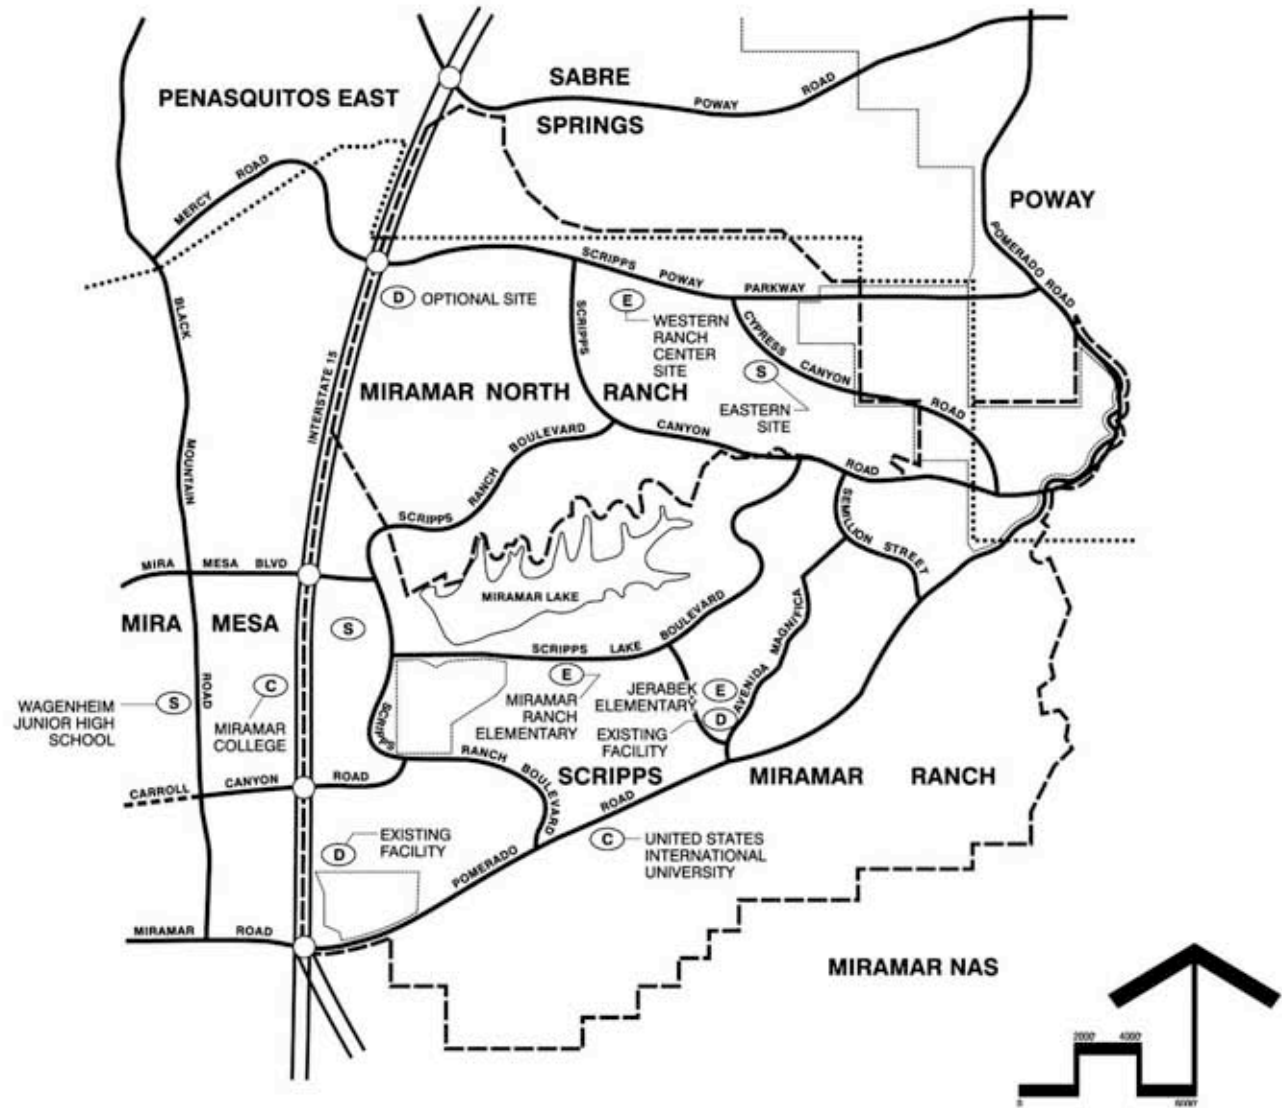 SABRE
SPRINGS
PENASQUITOS EAST
POWAY
ROAD
POWAY
MERCY
ROAD
POMERADO ROAD
SCRIPPS
POWAY
PARKWAY
D OPTIONAL SITE
E
WESTERN
RANCH
CENTER
SITE
BLACK
MOUNTAIN
ROAD
INTERSTATE 15
SCRIPPS
CYPRESS
CANYON
ROAD
S
EASTERN
SITE
MIRAMAR NORTH RANCH
CANYON
ROAD
SCRIPPS
RANCH
BOULEVARD
SEMILLION
STREET
MIRA MESA BLVD
MIRAMAR LAKE
MIRA MESA
S
SCRIPPS LAKE BOULEVARD
AVENIDA MAGNIFICA
S
WAGENHEIM
JUNIOR HIGH
SCHOOL
C
MIRAMAR
COLLEGE
E
MIRAMAR
RANCH
ELEMENTARY
JERABEK E
ELEMENTARY
EXISTING D
FACILITY
SCRIPPS
RANCH
BOULEVARD
SCRIPPS MIRAMAR RANCH
CARROLL CANYON ROAD
D
EXISTING
FACILITY
POMERADO
ROAD
C
UNITED STATES
INTERNATIONAL
UNIVERSITY
MIRAMAR ROAD
MIRAMAR NAS
2000' 4000'
0 8000'